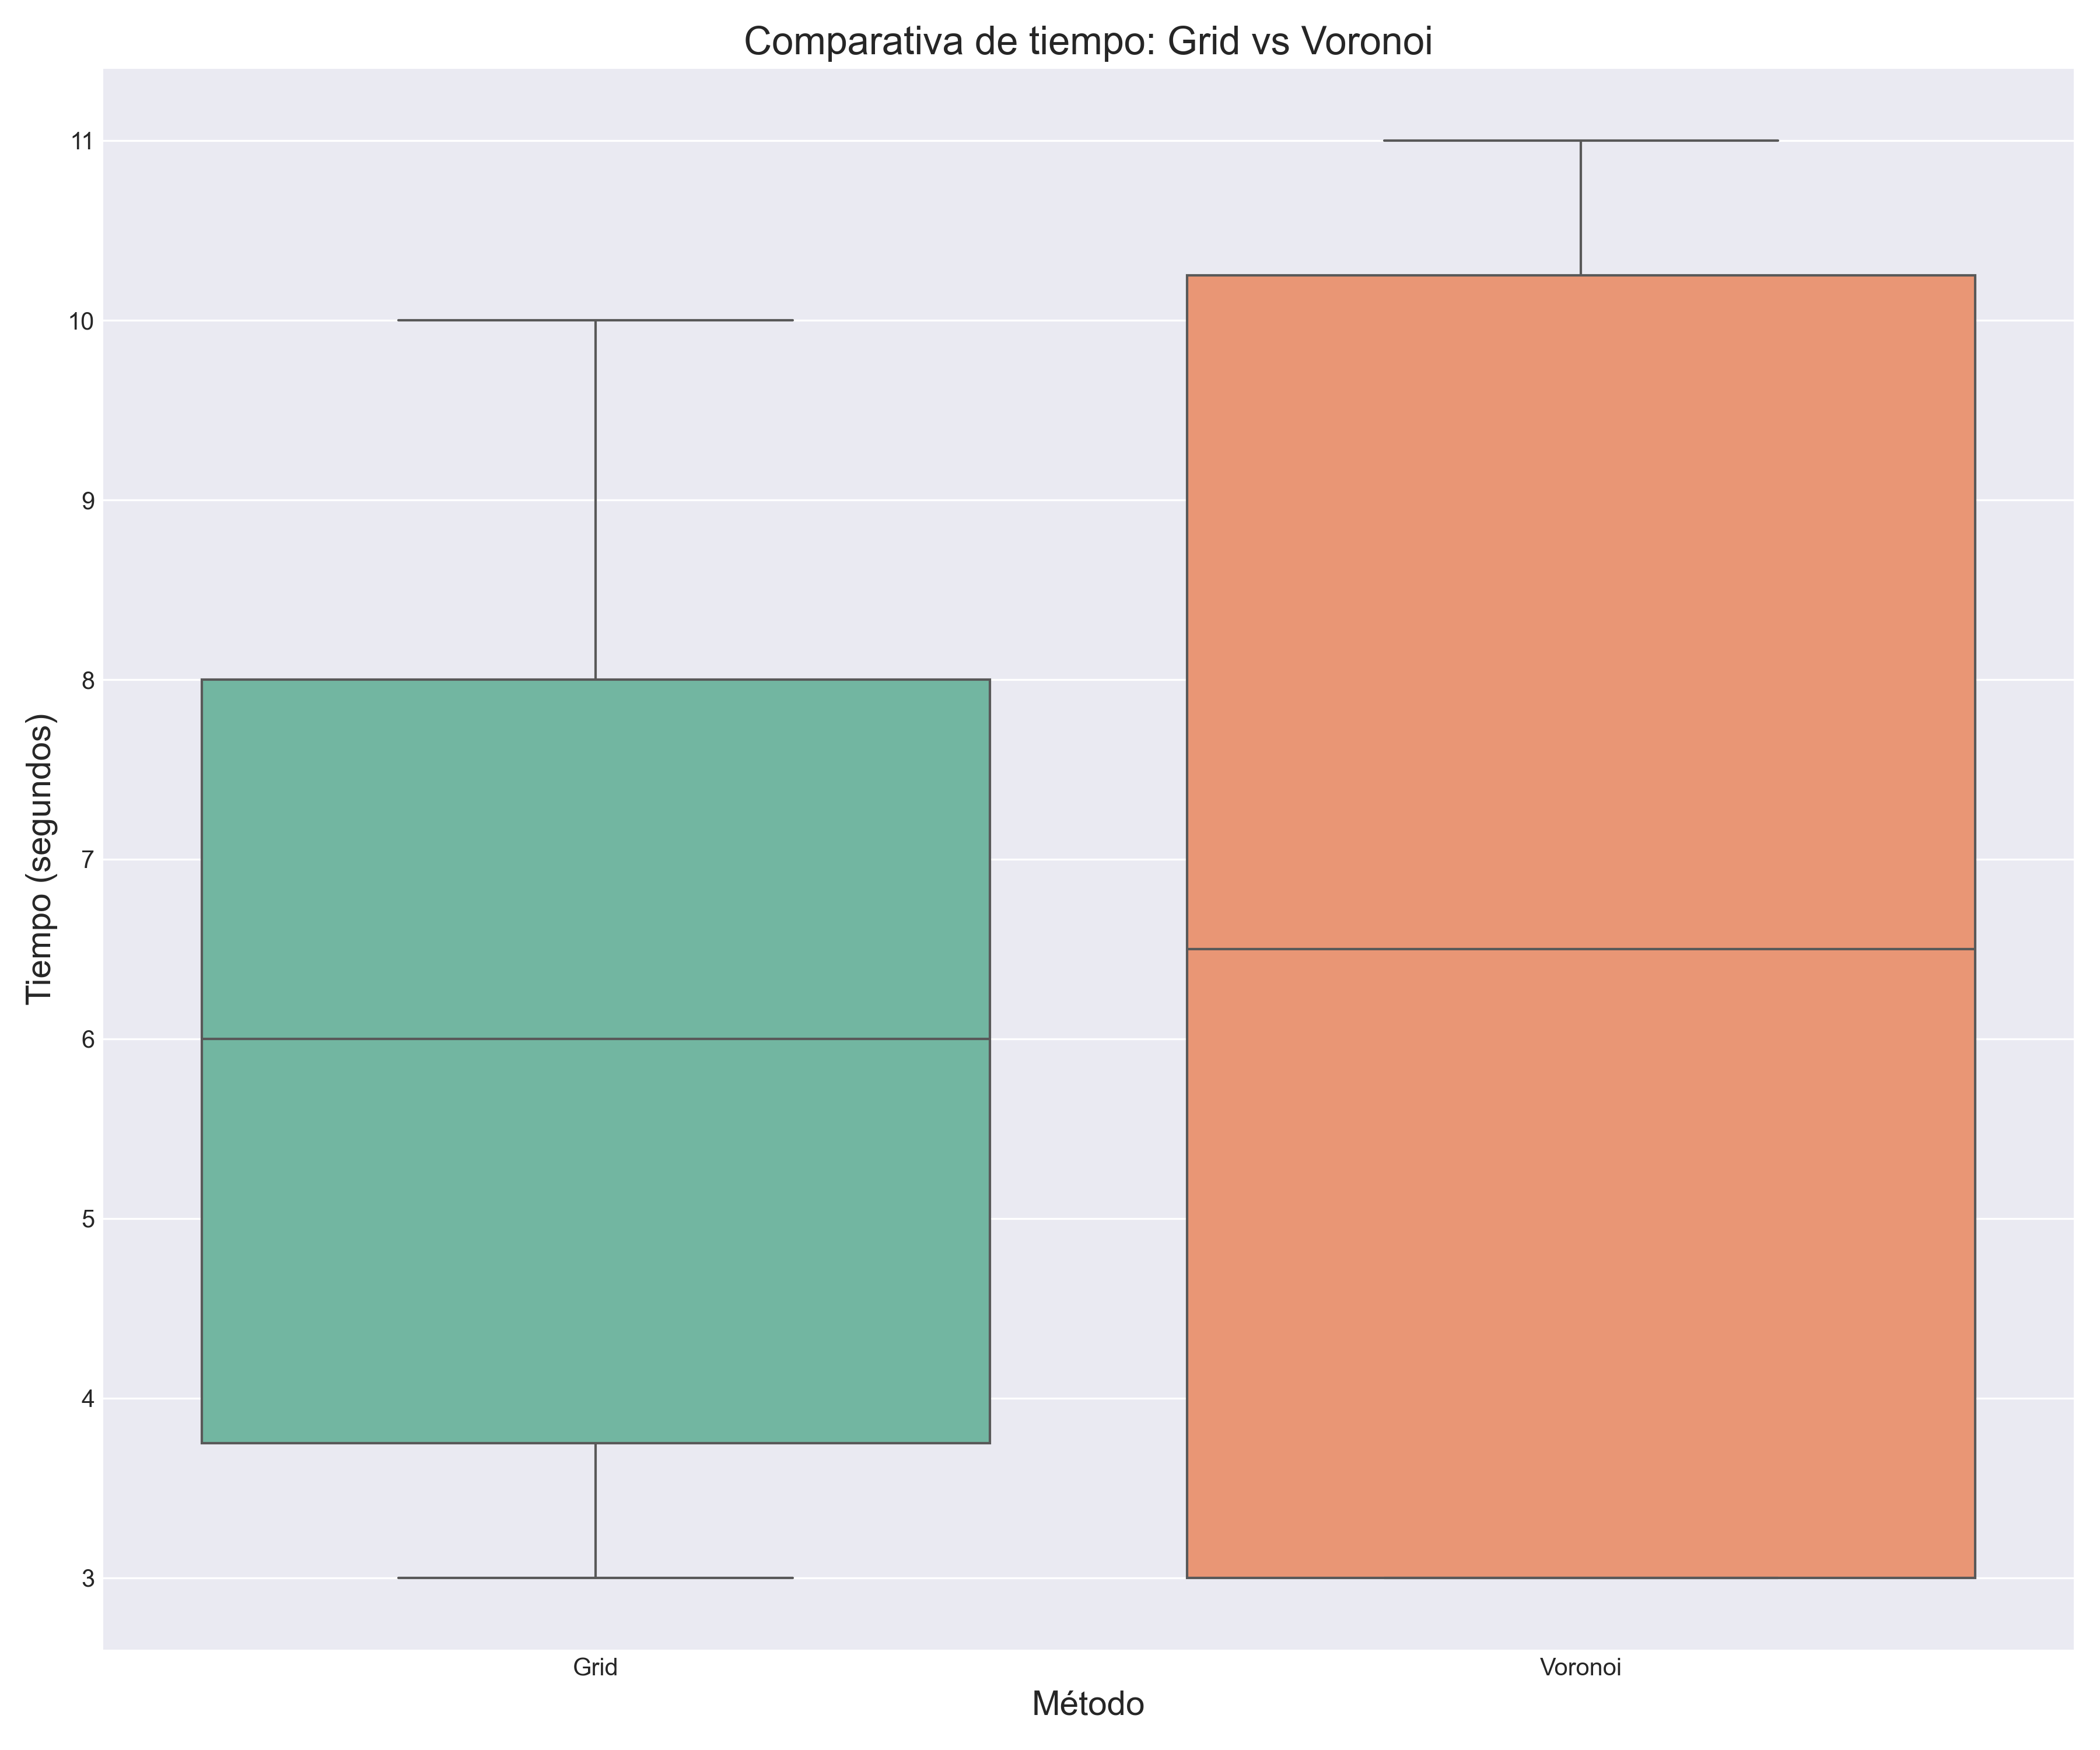 Comparativa de tiempo: Grid vs Voronoi
Tiempo (segundos)
11
10
9
8
7
6
5
4
3
Grid
Voronoi
Método